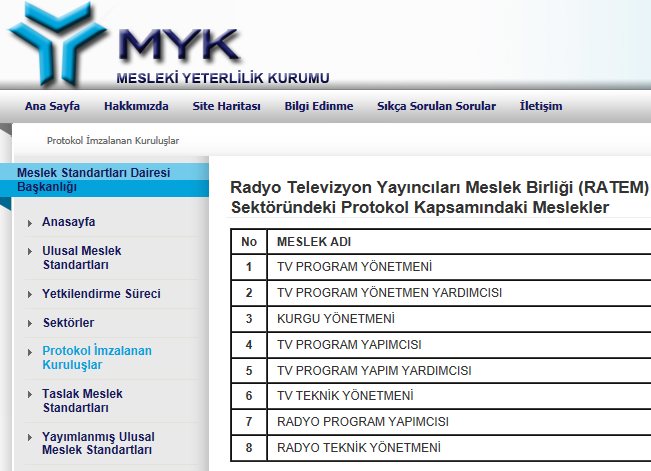 MYK
MESLEKİ YETERLİLİK KURUMU
Ana Sayfa Hakkımızda Site Haritası Bilgi Edinme Sıkça Sorulan Sorular İletişim
Protokol İmzalanan Kuruluşlar
Meslek Standartları Dairesi
Başkanlığı
Anasayfa
Ulusal Meslek
Standartları
Yetkilendirme Süreci
Sektörler
Protokol İmzalanan
Kuruluşlar
Taslak Meslek
Standartları
Yayımlanmış Ulusal
Meslek Standartları
Radyo Televizyon Yayıncıları Meslek Birliği (RATEM)
Sektöründeki Protokol Kapsamındaki Meslekler
No MESLEK ADI
1 TV PROGRAM YÖNETMENİ
2 TV PROGRAM YÖNETMEN YARDIMCISI
3 KURGU YÖNETMENİ
4 TV PROGRAM YAPIMCISI
5 TV PROGRAM YAPIM YARDIMCISI
6 TV TEKNİK YÖNETMENİ
7 RADYO PROGRAM YAPIMCISI
8 RADYO TEKNİK YÖNETMENİ